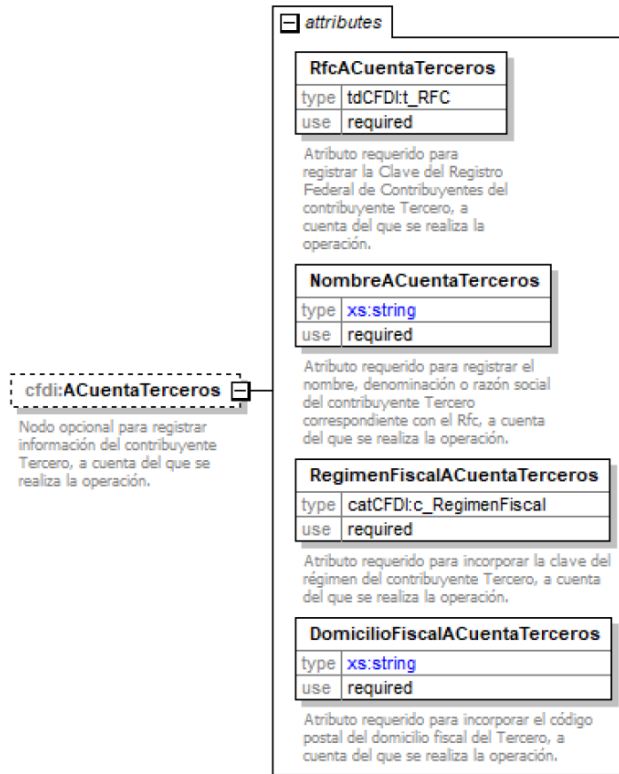 attributes
RfcACuentaTerceros
type tdCFDI:t_RFC
use required
Atributo requerido para
registrar la Clave del Registro
Federal de Contribuyentes del
contribuyente Tercero, a
cuenta del que se realiza la
operación.
NombreACuentaTerceros
type xs:string
use required
Atributo requerido para registrar el
nombre, denominación o razón social
del contribuyente Tercero
correspondiente con el Rfc, a cuenta
del que se realiza la operación.
cfdi:ACuentaTerceros
Nodo opcional para registrar
información del contribuyente
Tercero, a cuenta del que se
realiza la operación.
RegimenFiscalACuentaTerceros
type catCFDI:c_RegimenFiscal
use required
Atributo requerido para incorporar la clave del
régimen del contribuyente Tercero, a cuenta
del que se realiza la operación.
DomicilioFiscalACuentaTerceros
type xs:string
use required
Atributo requerido para incorporar el código
postal del domicilio fiscal del Tercero, a
cuenta del que se realiza la operación.